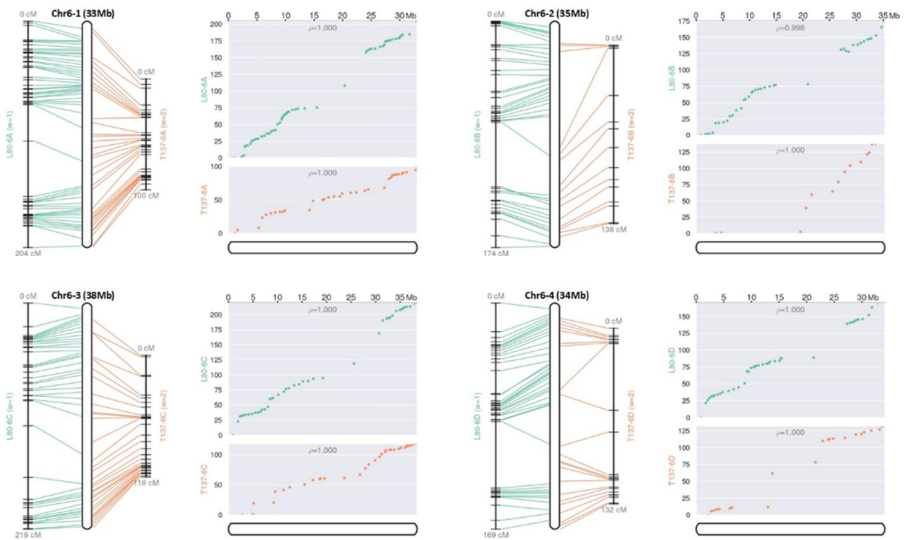 Chr6-1 (33Mb)
0 cM
0 cM
L80-6A (w=1)
T137-6A (w=2)
100 cM
204 cM
0 5 10 15 20 25 30 Mb
ρ=1.000
L80-6A
200
175
150
125
100
75
50
25
0
ρ=1.000
T137-6A
100
50
0
Chr6-2 (35Mb)
0 cM
0 cM
L80-6B (w=1)
T137-6B (w=2)
138 cM
174 cM
0 5 10 15 20 25 30 35
Mb
ρ=0.998
L80-6B
175
150
125
100
75
50
25
0
ρ=1.000
T137-6B
125
100
75
50
25
0
Chr6-3 (38Mb)
0 cM
0 cM
L80-6C (w=1)
T137-6C (w=2)
118 cM
219 cM
0 5 10 15 20 25 30 35 Mb
ρ=1.000
L80-6C
200
175
150
125
100
75
50
25
0
ρ=1.000
T137-6C
100
50
0
Chr6-4 (34Mb)
0 cM
0 cM
L80-6D (w=1)
T137-6D (w=2)
132 cM
169 cM
0 5 10 15 20 25 30 Mb
ρ=1.000
L80-6D
150
125
100
75
50
25
0
ρ=1.000
T137-6D
125
100
75
50
25
0